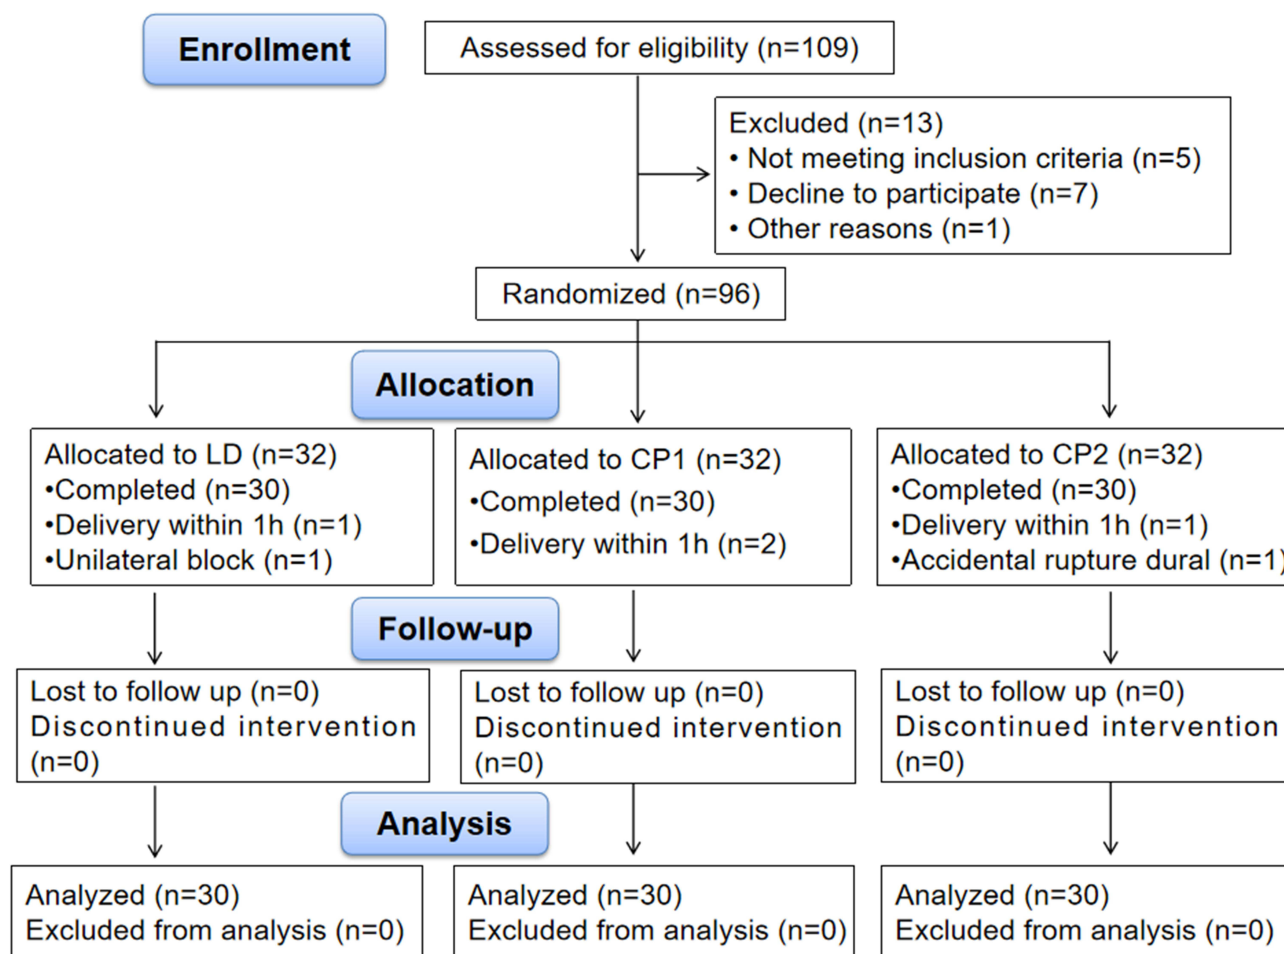 Enrollment
Assessed for eligibility (n=109)
Excluded (n=13)
• Not meeting inclusion criteria (n=5)
• Decline to participate (n=7)
• Other reasons (n=1)
Randomized (n=96)
Allocation
Allocated to LD (n=32)
•Completed (n=30)
•Delivery within 1h (n=1)
•Unilateral block (n=1)
Allocated to CP1 (n=32)
•Completed (n=30)
•Delivery within 1h (n=2)
Allocated to CP2 (n=32)
•Completed (n=30)
•Delivery within 1h (n=1)
•Accidental rupture dural (n=1)
Follow-up
Lost to follow up (n=0)
Discontinued intervention
(n=0)
Lost to follow up (n=0)
Discontinued intervention
(n=0)
Lost to follow up (n=0)
Discontinued intervention
(n=0)
Analysis
Analyzed (n=30)
Excluded from analysis (n=0)
Analyzed (n=30)
Excluded from analysis (n=0)
Analyzed (n=30)
Excluded from analysis (n=0)